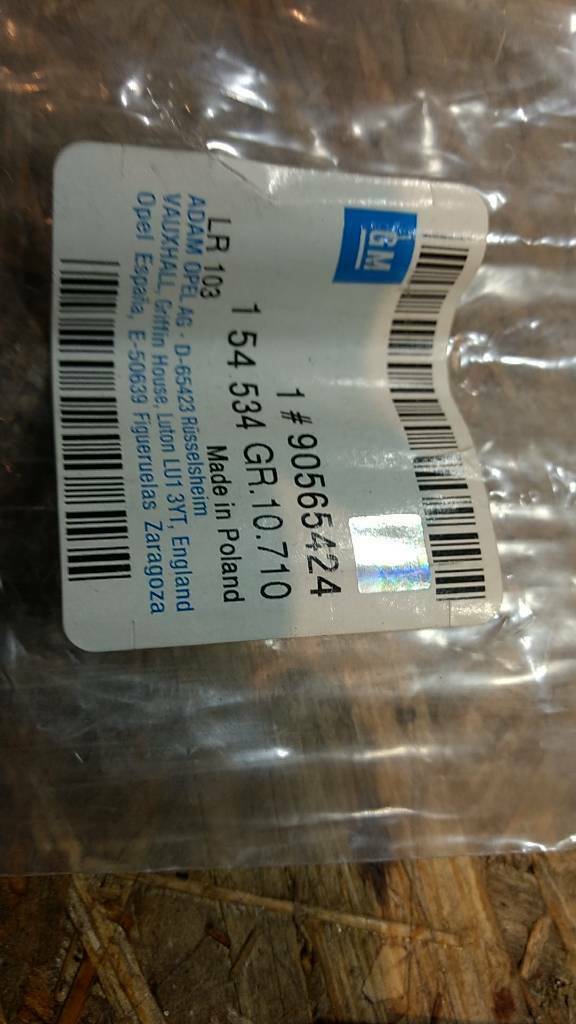 GM
1 # 90565424
1 54 534 GR.10.710
LR 103
Made in Poland
ADAM OPEL AG · D-65423 Rüsselsheim
VAUXHALL, Griffin House, Luton LU1 3YT, England
Opel España, E-50639 Figueruelas Zaragoza